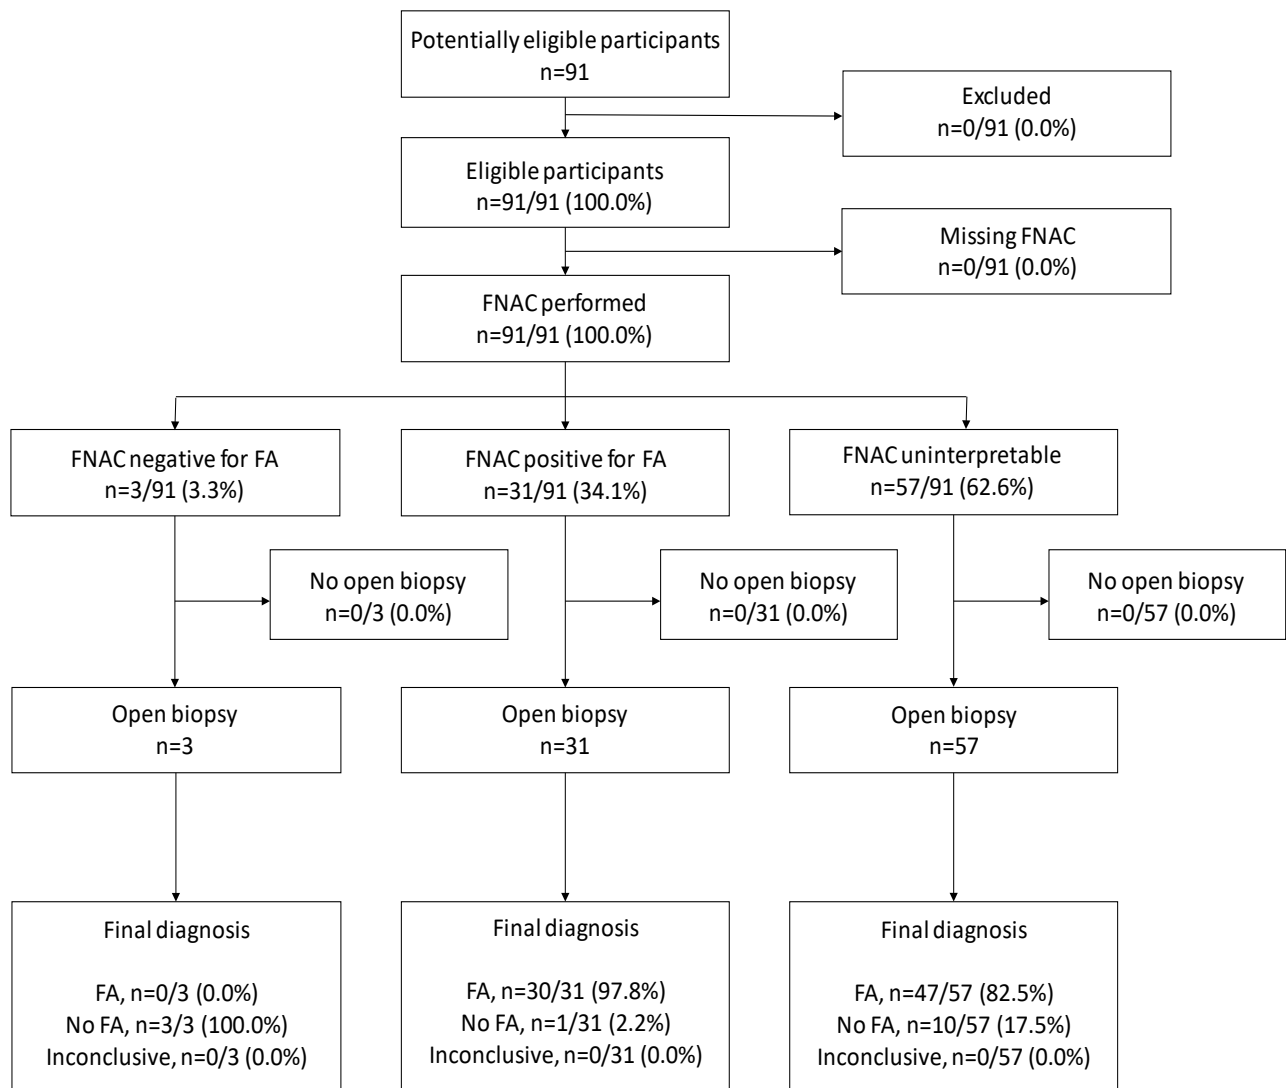 Potentially eligible participants
n=91
Excluded
n=0/91 (0.0%)
Eligible participants
n=91/91 (100.0%)
Missing FNAC
n=0/91 (0.0%)
FNAC performed
n=91/91 (100.0%)
FNAC negative for FA
n=3/91 (3.3%)
FNAC positive for FA
n=31/91 (34.1%)
FNAC uninterpretable
n=57/91 (62.6%)
No open biopsy
n=0/3 (0.0%)
No open biopsy
n=0/31 (0.0%)
No open biopsy
n=0/57 (0.0%)
Open biopsy
n=3
Open biopsy
n=31
Open biopsy
n=57
Final diagnosis
FA, n=0/3 (0.0%)
No FA, n=3/3 (100.0%)
Inconclusive, n=0/3 (0.0%)
Final diagnosis
FA, n=30/31 (97.8%)
No FA, n=1/31 (2.2%)
Inconclusive, n=0/31 (0.0%)
Final diagnosis
FA, n=47/57 (82.5%)
No FA, n=10/57 (17.5%)
Inconclusive, n=0/57 (0.0%)